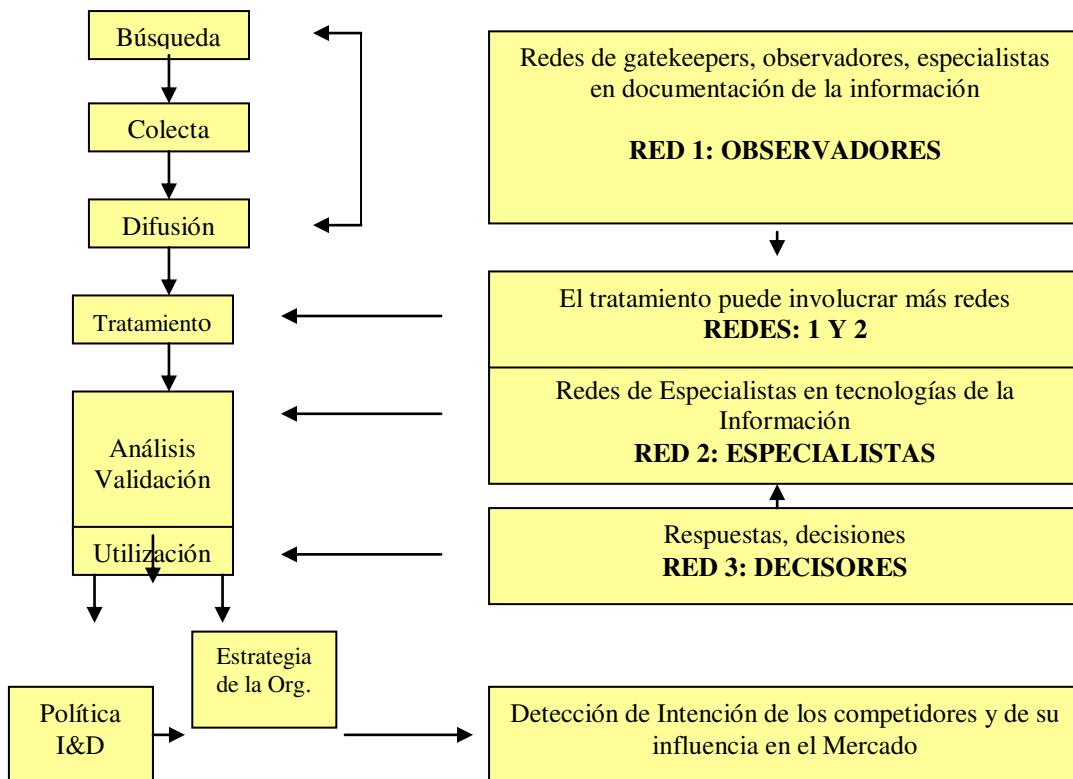 Búsqueda
Colecta
Difusión
Tratamiento
Análisis
Validación
Utilización
Estrategia
de la Org.
Política
I&D
Redes de gatekeepers, observadores, especialistas
en documentación de la información
RED 1: OBSERVADORES
El tratamiento puede involucrar más redes
REDES: 1 Y 2
Redes de Especialistas en tecnologías de la
Información
RED 2: ESPECIALISTAS
Respuestas, decisiones
RED 3: DECISORES
Detección de Intención de los competidores y de su
influencia en el Mercado